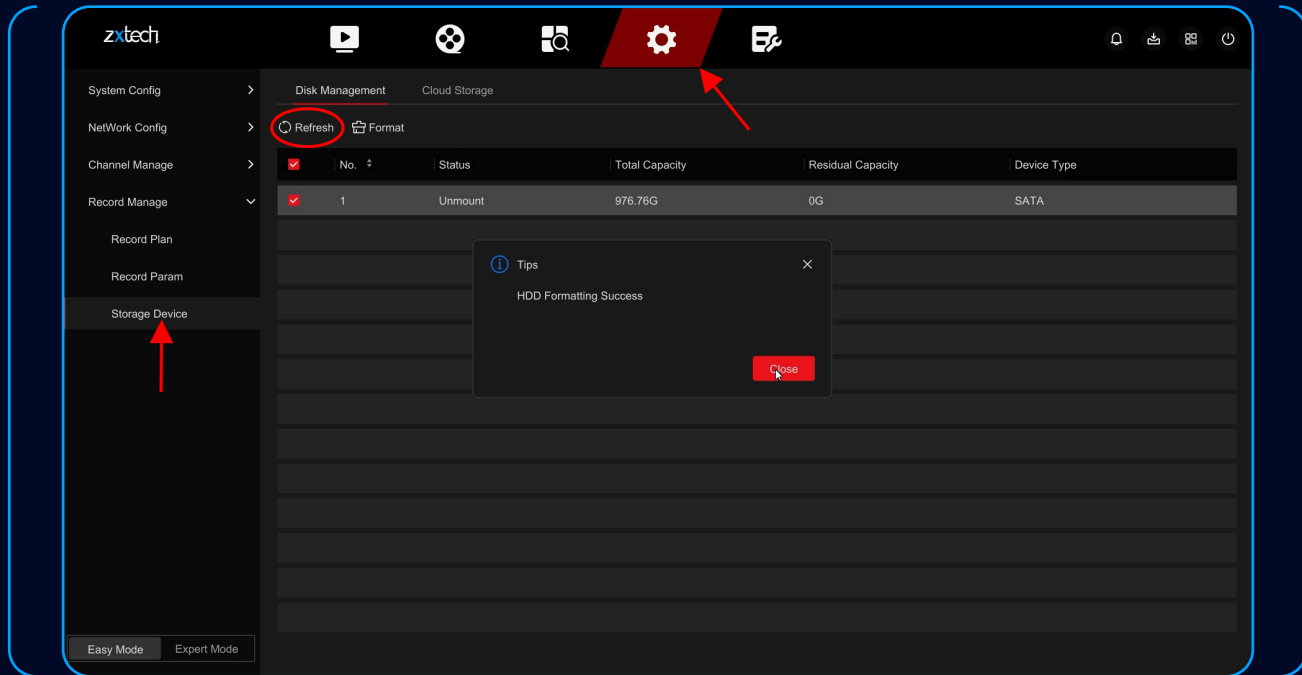 zxtech
System Config
NetWork Config
Channel Manage
Record Manage
Record Plan
Record Param
Storage Device
Easy Mode Expert Mode
Disk Management Cloud Storage
Refresh Format
No. Status Total Capacity Residual Capacity Device Type
1 Unmount 976.76G 0G SATA
Tips
HDD Formatting Success
Close